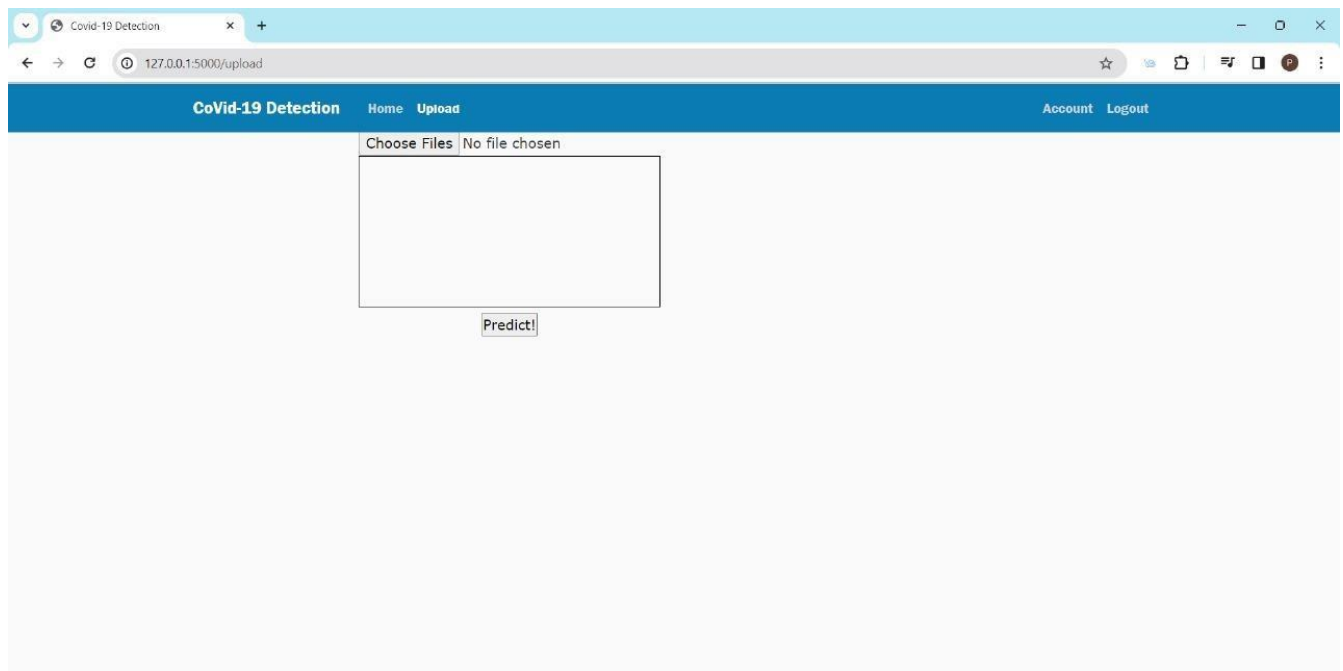 Covid-19 Detection
127.0.0.1:5000/upload
P
CoVid-19 Detection Home Upload Account Logout
Choose Files No file chosen
Predict!